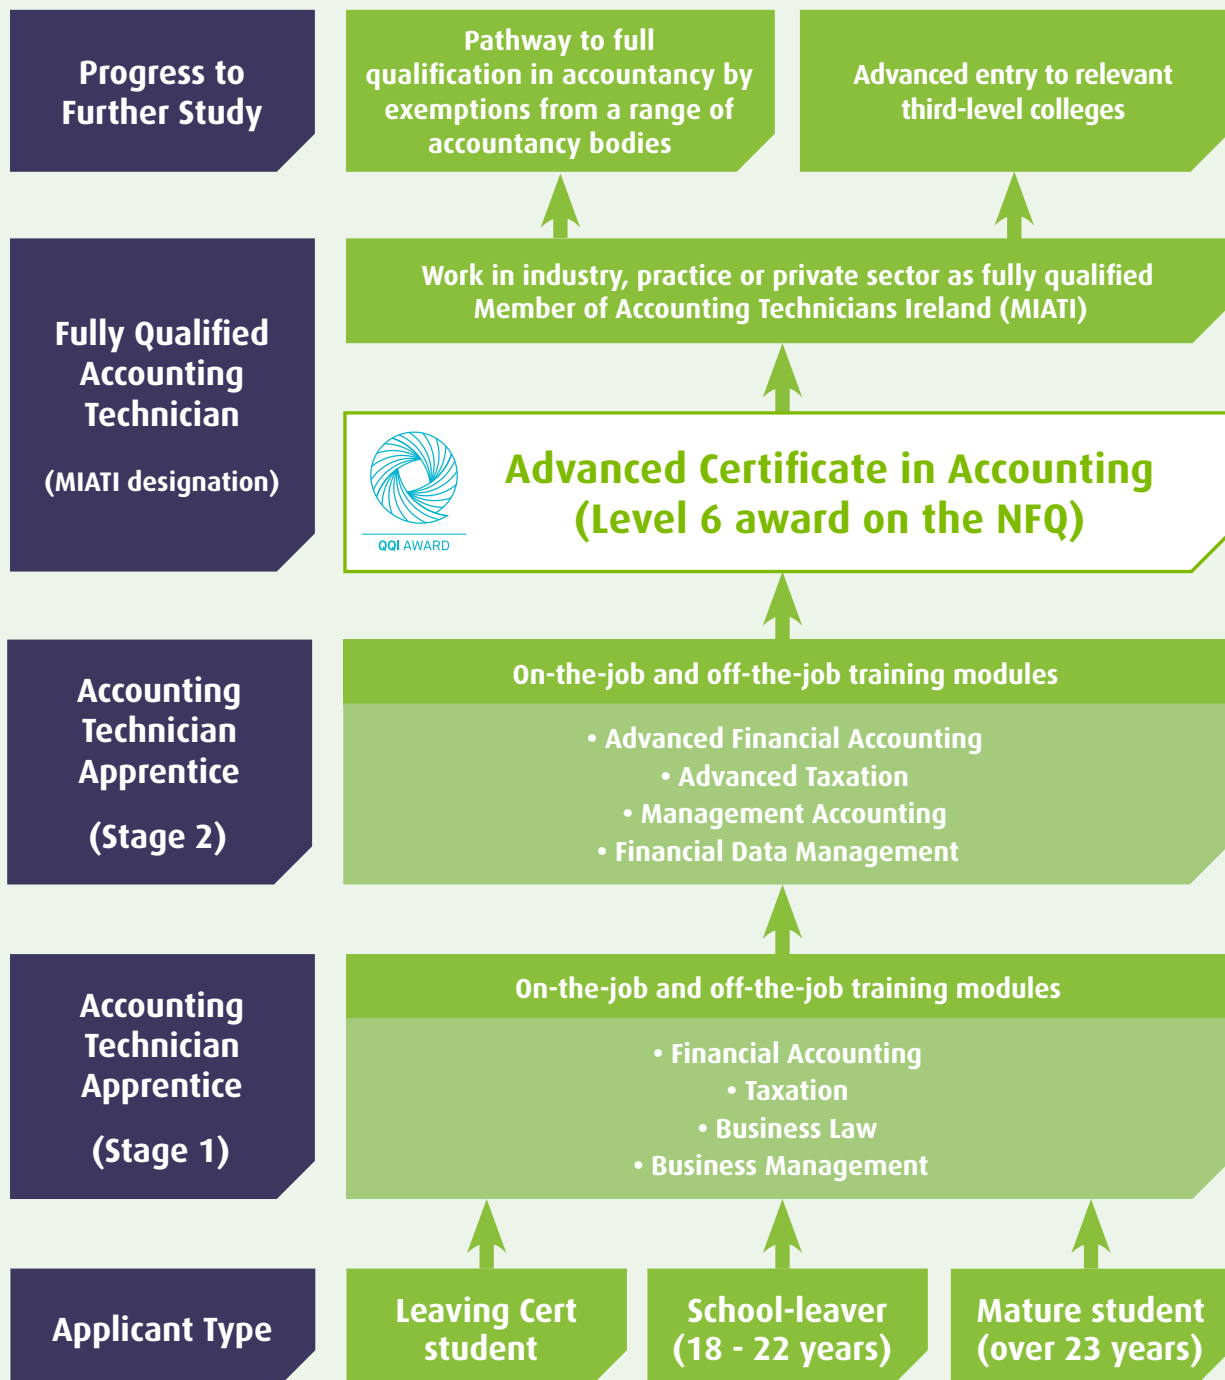 Progress to
Further Study
Pathway to full
qualification in accountancy by
exemptions from a range of
accountancy bodies
Advanced entry to relevant
third-level colleges
Fully Qualified
Accounting
Technician
(MIATI designation)
Work in industry, practice or private sector as fully qualified
Member of Accounting Technicians Ireland (MIATI)
QQI AWARD
Advanced Certificate in Accounting
(Level 6 award on the NFQ)
Accounting
Technician
Apprentice
(Stage 2)
On-the-job and off-the-job training modules
• Advanced Financial Accounting
• Advanced Taxation
• Management Accounting
• Financial Data Management
Accounting
Technician
Apprentice
(Stage 1)
On-the-job and off-the-job training modules
• Financial Accounting
• Taxation
• Business Law
• Business Management
Applicant Type
Leaving Cert
student
School-leaver
(18 - 22 years)
Mature student
(over 23 years)